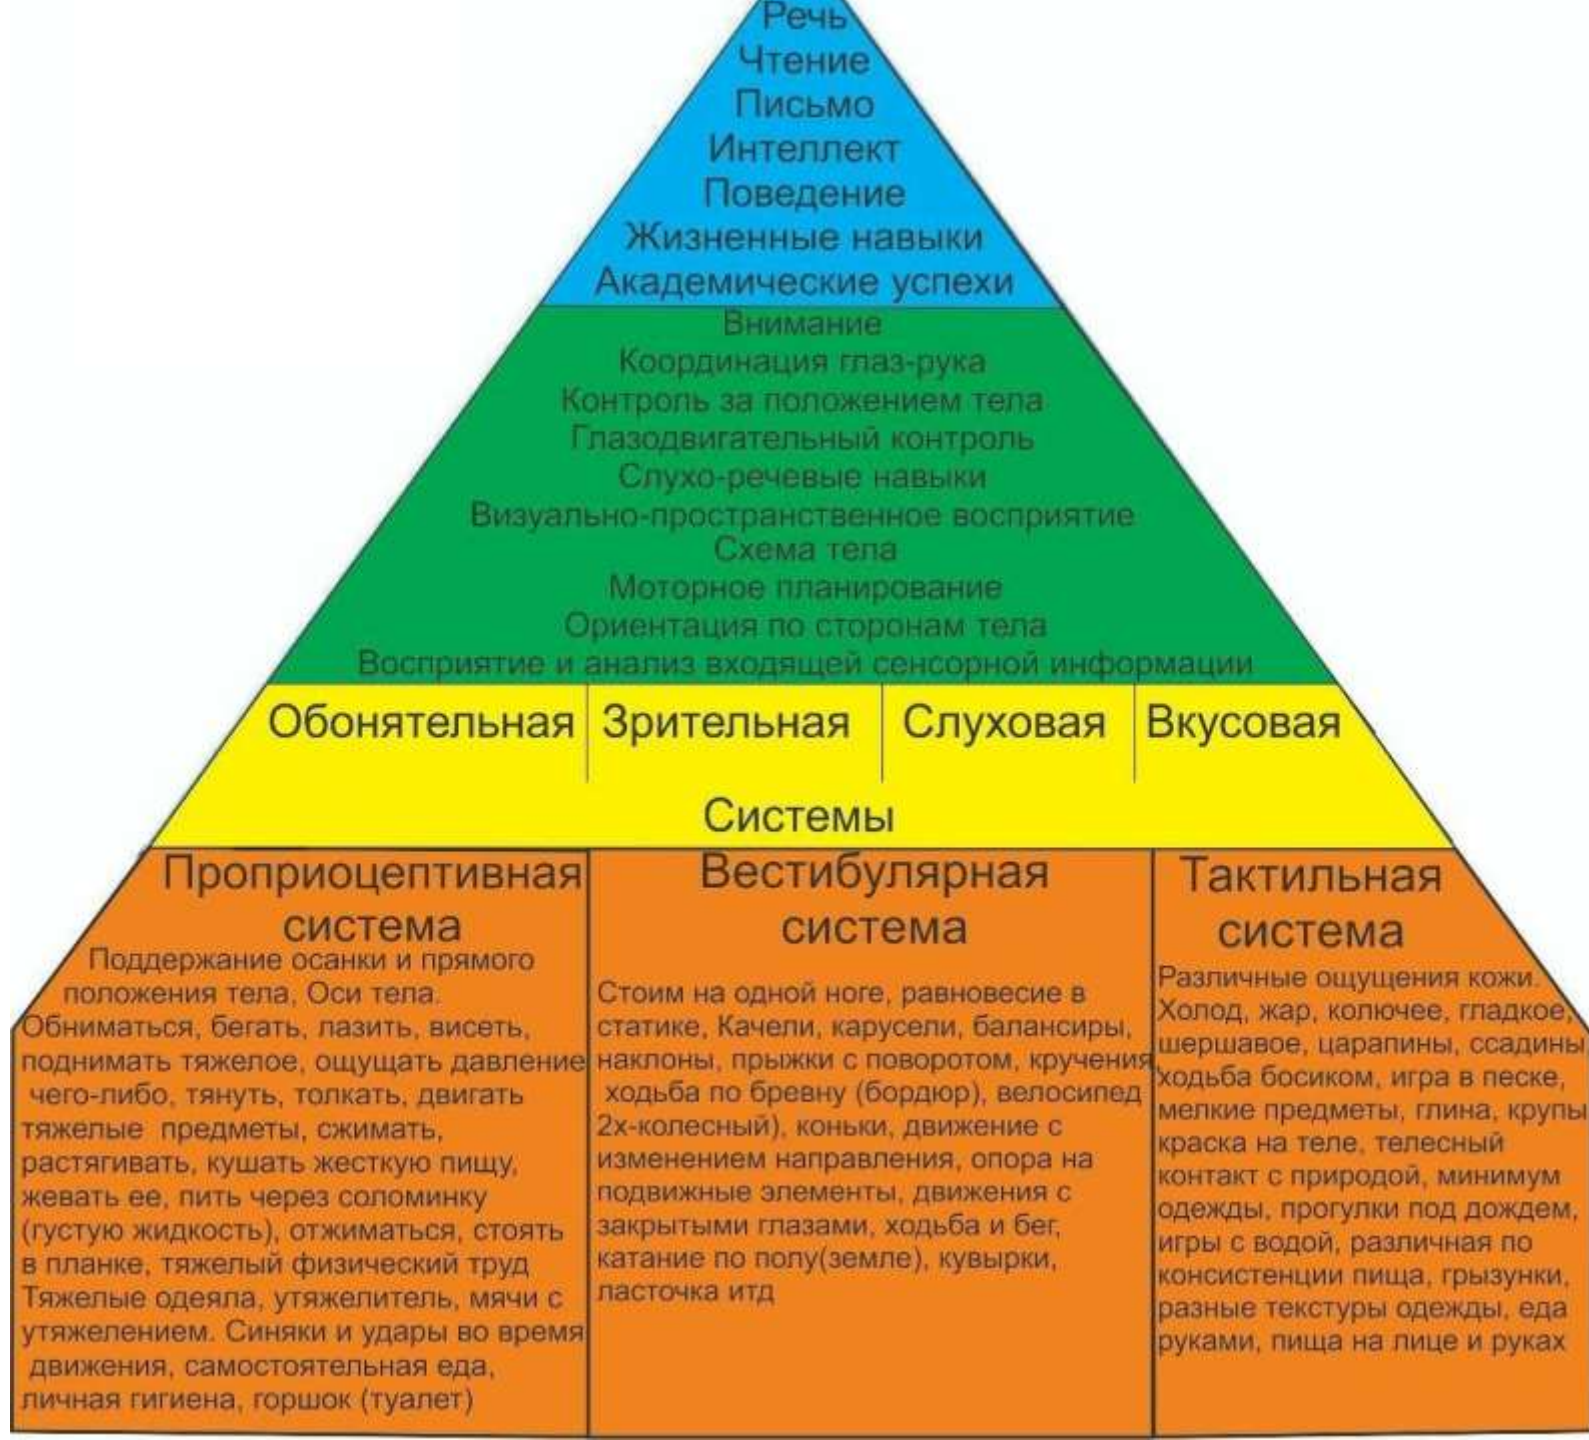 Речь
Чтение
Письмо
Интеллект
Поведение
Жизненные навыки
Академические успехи
Внимание
Координация глаз-рука
Контроль за положением тела
Глазодвигательный контроль
Слухо-речевые навыки
Визуально-пространственное восприятие
Схема тела
Моторное планирование
Ориентация по сторонам тела
Восприятие и анализ входящей сенсорной информации
Обонятельная
Зрительная
Слуховая
Вкусовая
Системы
Проприоцептивная
система
Поддержание осанки и прямого
положения тела, Оси тела.
Обниматься, бегать, лазить, висеть,
поднимать тяжелое, ощущать давление
чего-либо, тянуть, толкать, двигать
тяжелые предметы, сжимать,
растягивать, кушать жесткую пищу,
жевать ее, пить через соломинку
(густую жидкость), отжиматься, стоять
в планке, тяжелый физический труд
Тяжелые одеяла, утяжелитель, мячи с
утяжелением. Синяки и удары во время
движения, самостоятельная еда,
личная гигиена, горшок (туалет)
Вестибулярная
система
Стоим на одной ноге, равновесие в
статике, Качели, карусели, балансиры,
наклоны, прыжки с поворотом, кручения
ходьба по бревну (бордюр), велосипед
2х-колесный), коньки, движение с
изменением направления, опора на
подвижные элементы, движения с
закрытыми глазами, ходьба и бег,
катание по полу(земле), кувырки,
ласточка итд
Тактильная
система
Различные ощущения кожи.
Холод, жар, колючее, гладкое,
шершавое, царапины, ссадины
ходьба босиком, игра в песке,
мелкие предметы, глина, крупы
краска на теле, телесный
контакт с природой, минимум
одежды, прогулки под дождем,
игры с водой, различная по
консистенции пища, грызунки,
разные текстуры одежды, еда
руками, пища на лице и руках